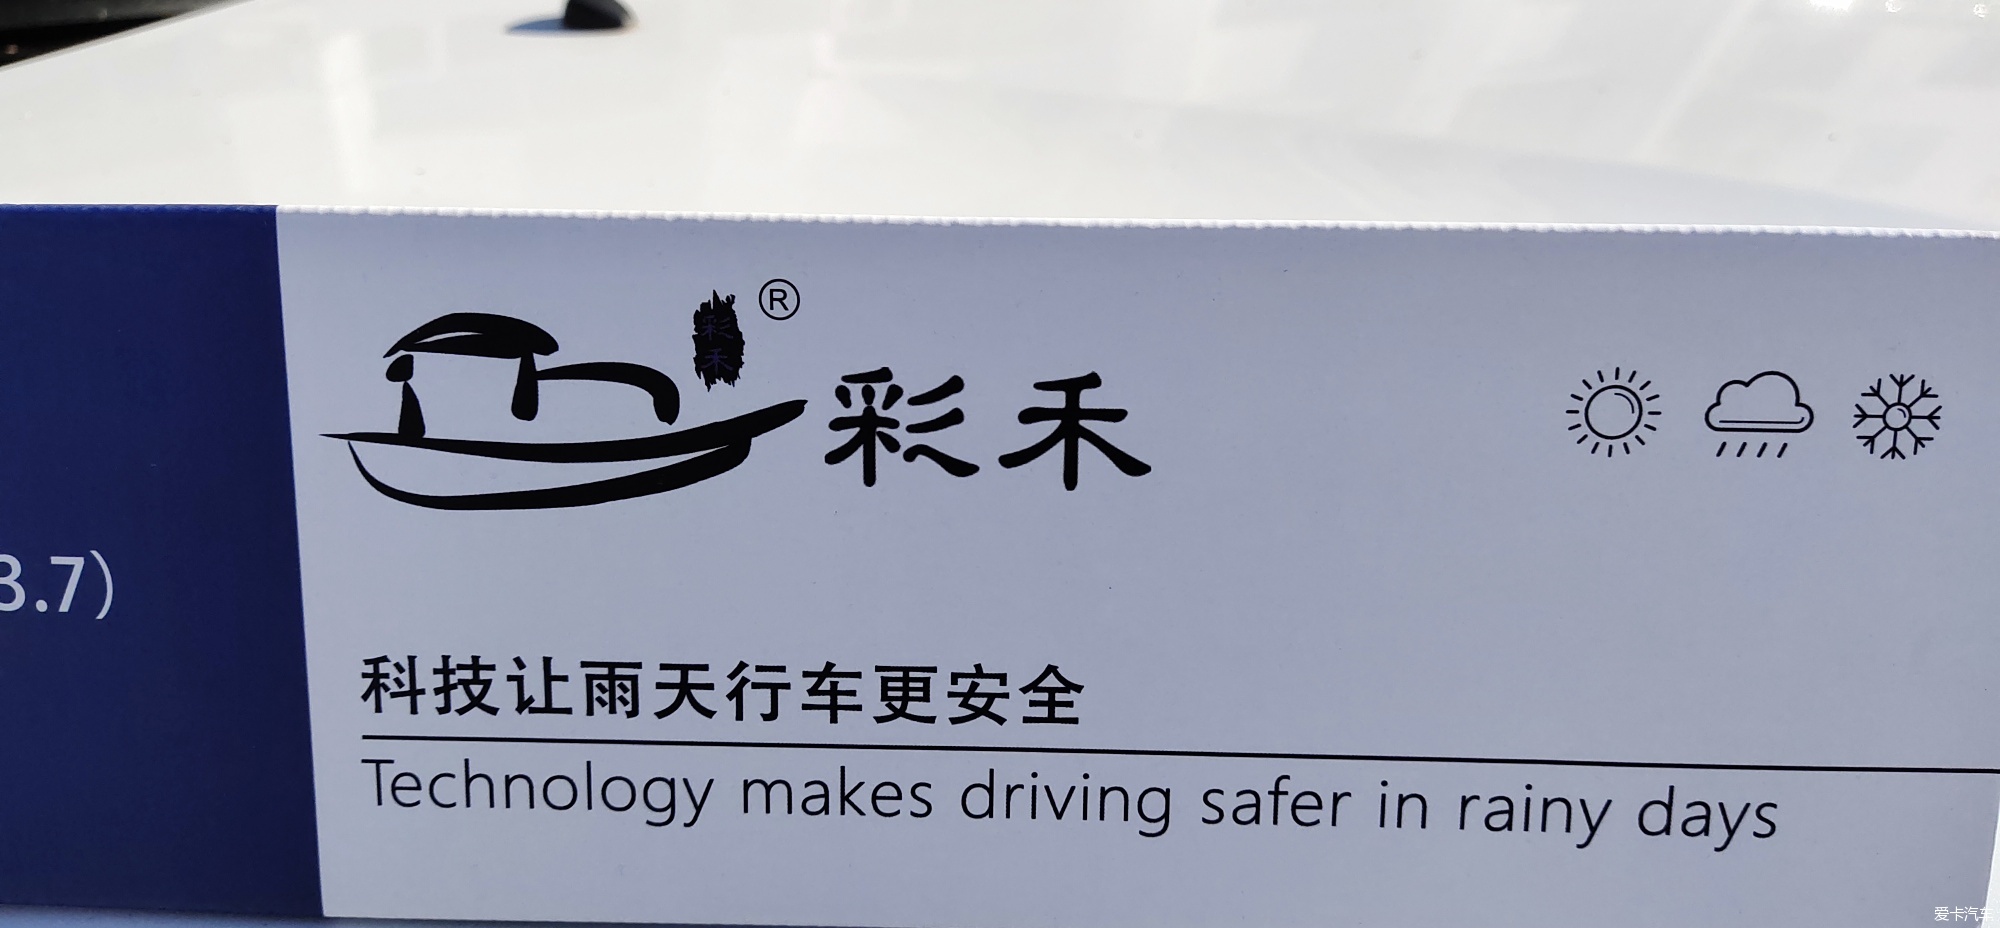 彩禾
®
彩禾
3.7)
科技让雨天行车更安全
Technology makes driving safer in rainy days
爱卡汽车